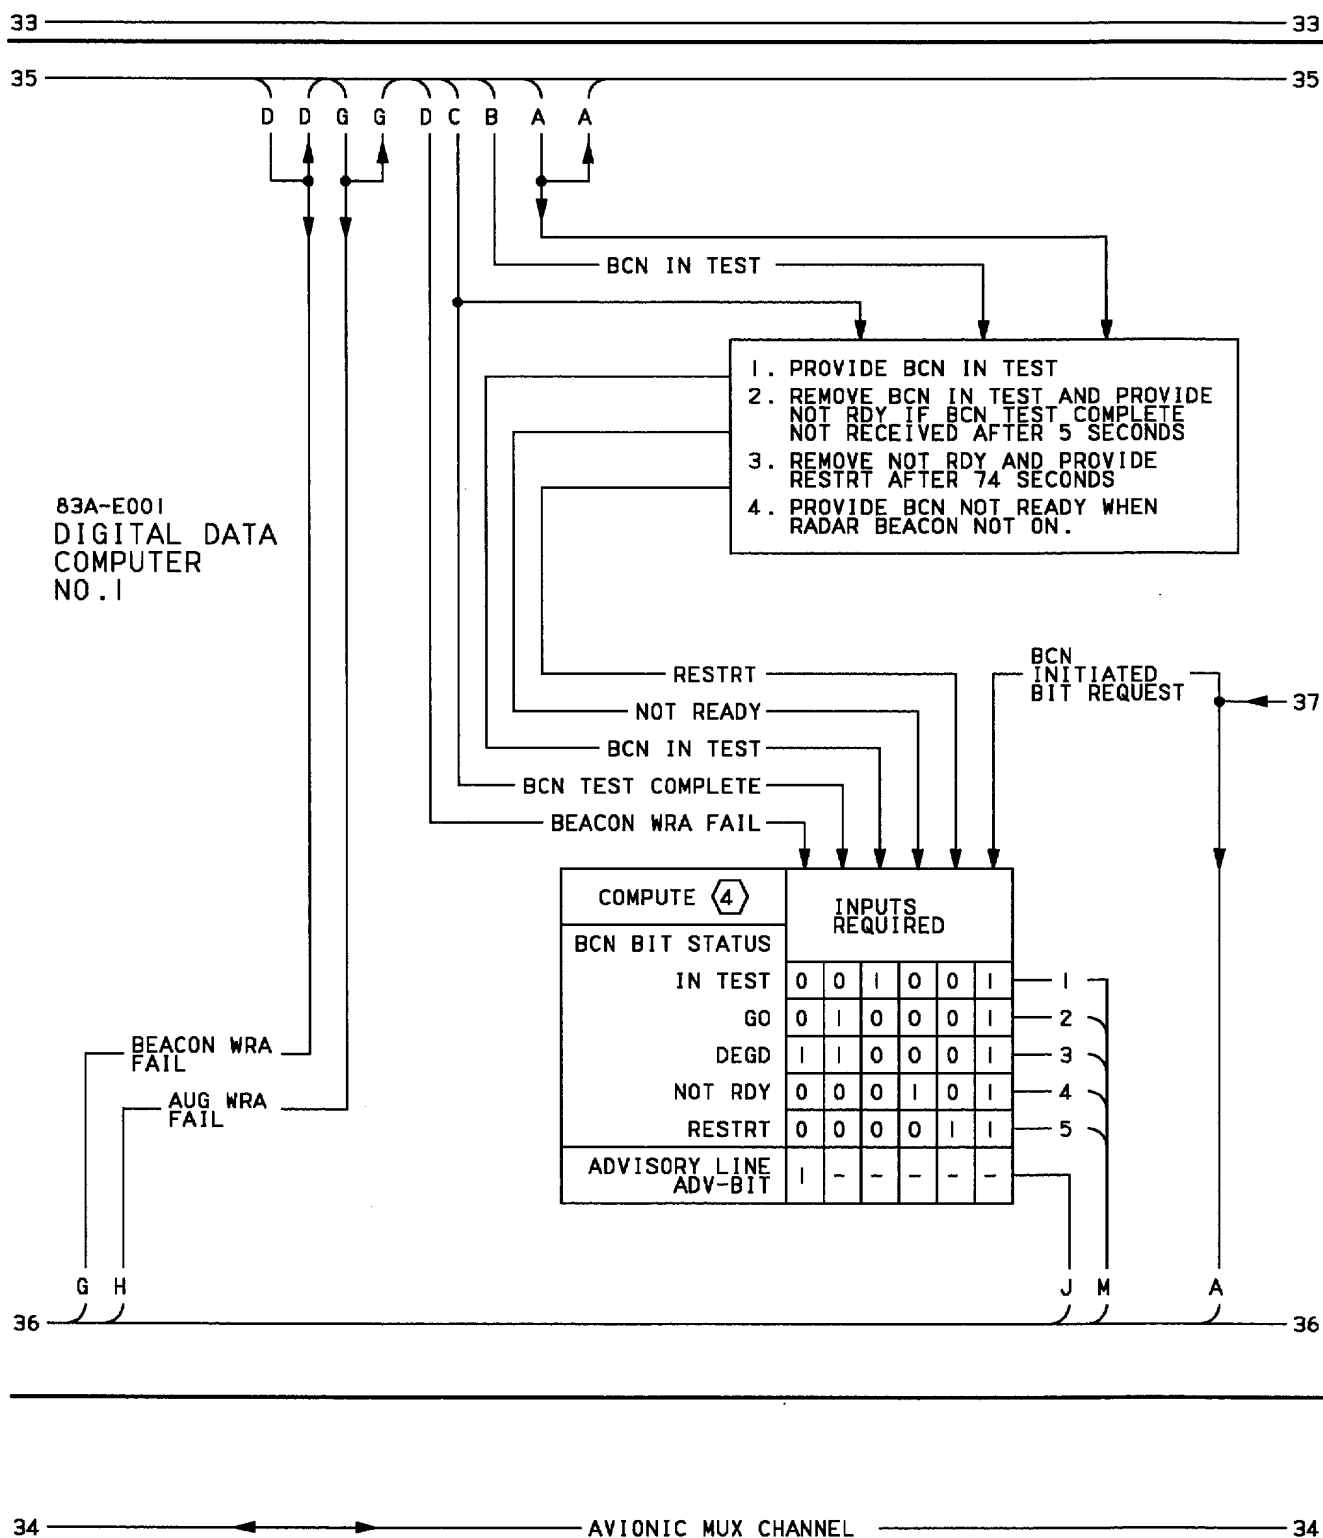 33 33
35 35
D D G G D C B A A
BCN IN TEST
1. PROVIDE BCN IN TEST
2. REMOVE BCN IN TEST AND PROVIDE
NOT RDY IF BCN TEST COMPLETE
NOT RECEIVED AFTER 5 SECONDS
3. REMOVE NOT RDY AND PROVIDE
RESTRT AFTER 74 SECONDS
4. PROVIDE BCN NOT READY WHEN
RADAR BEACON NOT ON.
83A-E001
DIGITAL DATA
COMPUTER
NO.1
RESTRT
BCN
INITIATED
BIT REQUEST
37
NOT READY
BCN IN TEST
BCN TEST COMPLETE
BEACON WRA FAIL
COMPUTE 4
INPUTS
REQUIRED
BCN BIT STATUS
IN TEST 0 0 1 0 0 1 1
GO 0 1 0 0 0 1 2
DEGD 1 1 0 0 0 1 3
NOT RDY 0 0 0 1 0 1 4
RESTRT 0 0 0 0 1 1 5
ADVISORY LINE
ADV-BIT 1 - - - - -
BEACON WRA
FAIL
AUG WRA
FAIL
G H J M A
36 36
34 AVIONIC MUX CHANNEL 34